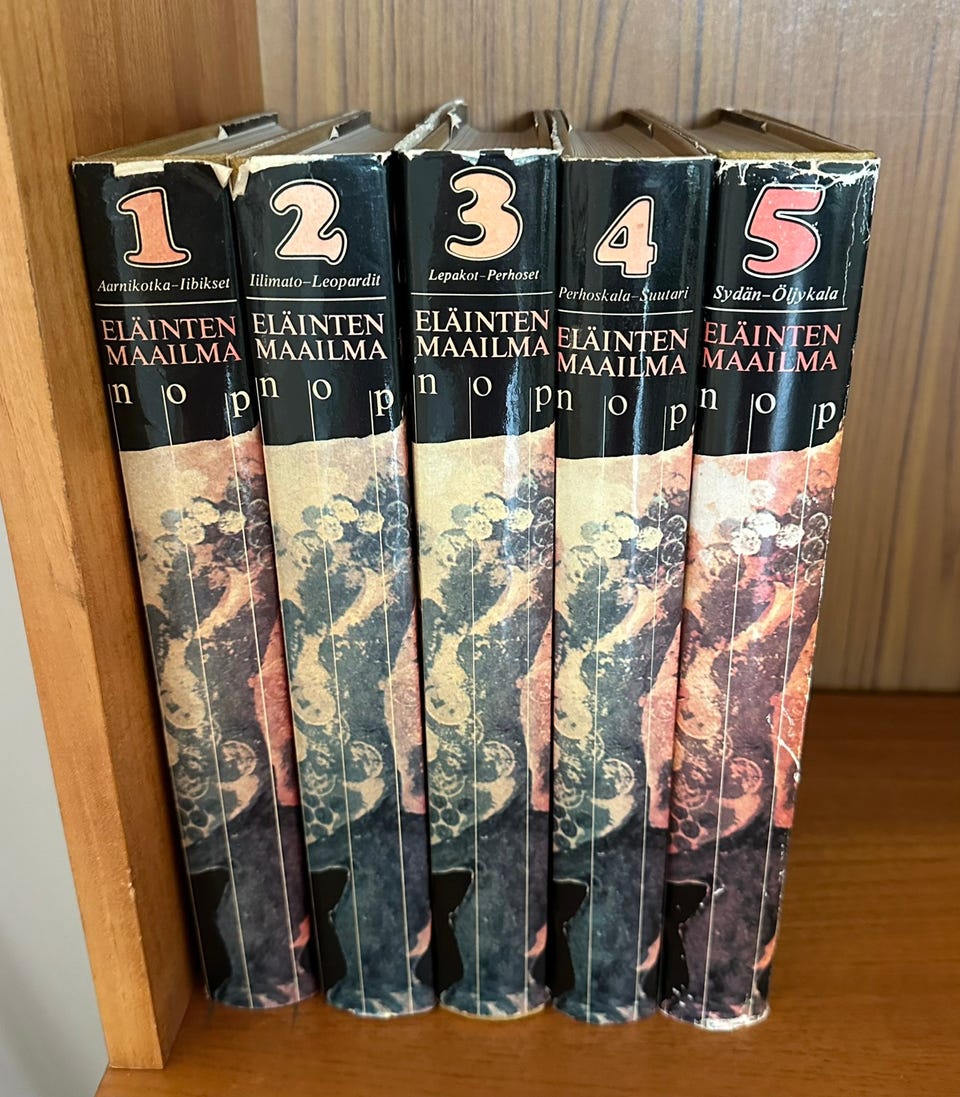 1
Aarnikotka–Iibikset
ELÄINTEN
MAAILMA
n o p
2
Iilimato–Leopardit
ELÄINTEN
MAAILMA
n o p
3
Lepakot–Perhoset
ELÄINTEN
MAAILMA
n o p
4
Perhoskala–Suutari
ELÄINTEN
MAAILMA
n o p
5
Sydän–Öljykala
ELÄINTEN
MAAILMA
n o p